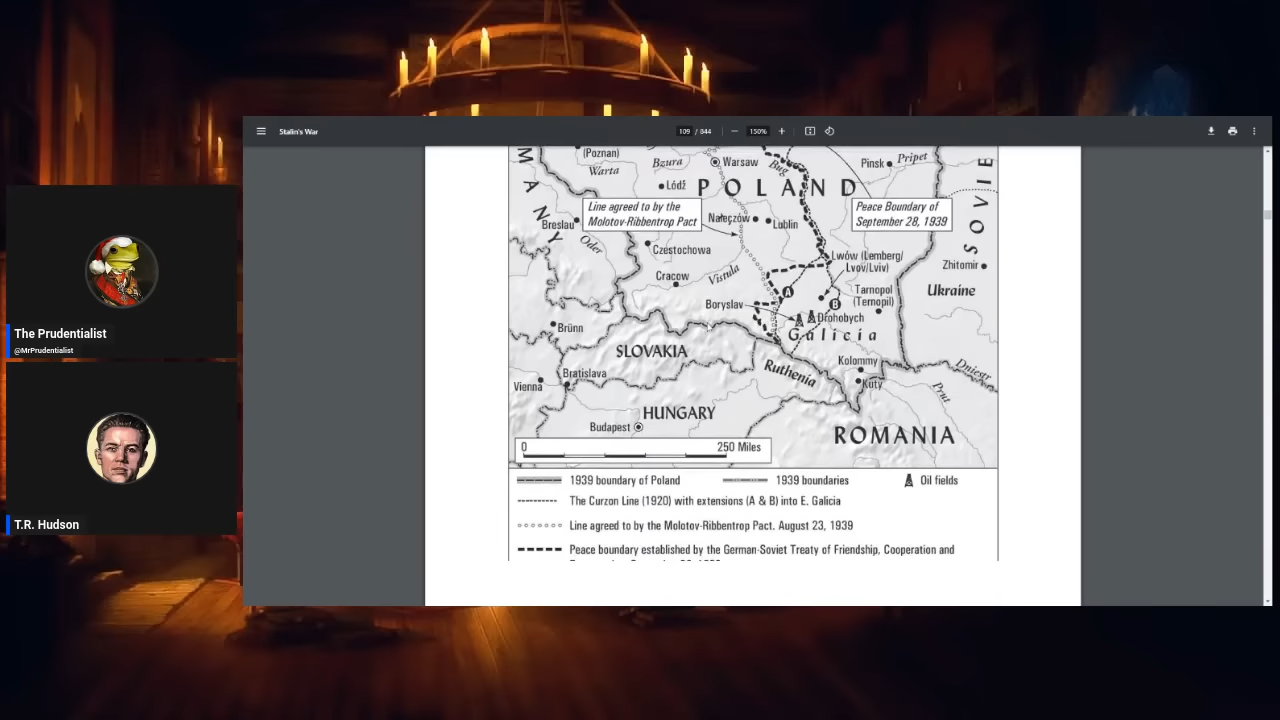 Stalin's War
109 / 844
150%
M A N Y
(Poznan)
Warta
Bzura
Warsaw
Bug
Pinsk
Pripet
SOVIE
Łódź
POLAND
Line agreed to by the
Molotov-Ribbentrop Pact
Peace Boundary of
September 28, 1939
Breslau
Oder
Nałęczów
Lublin
Częstochowa
Lwów (Lemberg/
Lvov/Lviv)
Zhitomir
Cracow
Vistula
A
Tarnopol
(Ternopil)
Ukraine
Boryslav
B
Drohobych
Brünn
Galicia
SLOVAKIA
Kolommy
Dniestr
Bratislava
Ruthenia
Kuty
Prut
Vienna
HUNGARY
Budapest
ROMANIA
0
250 Miles
1939 boundary of Poland
1939 boundaries
Oil fields
The Curzon Line (1920) with extensions (A & B) into E. Galicia
Line agreed to by the Molotov-Ribbentrop Pact. August 23, 1939
Peace boundary established by the German-Soviet Treaty of Friendship, Cooperation and
The Prudentialist
@MrPrudentialist
T.R. Hudson